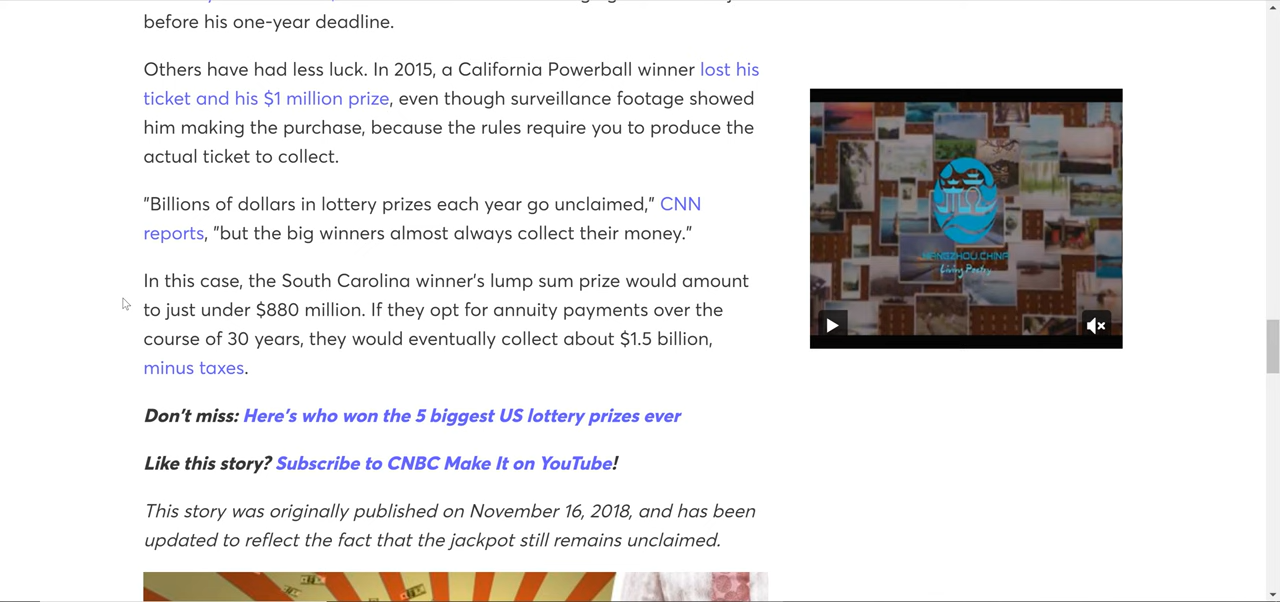 before his one-year deadline.
Others have had less luck. In 2015, a California Powerball winner lost his
ticket and his $1 million prize, even though surveillance footage showed
him making the purchase, because the rules require you to produce the
actual ticket to collect.
"Billions of dollars in lottery prizes each year go unclaimed," CNN
reports, "but the big winners almost always collect their money."
In this case, the South Carolina winner's lump sum prize would amount
to just under $880 million. If they opt for annuity payments over the
course of 30 years, they would eventually collect about $1.5 billion,
minus taxes.
Don't miss: Here's who won the 5 biggest US lottery prizes ever
Like this story? Subscribe to CNBC Make It on YouTube!
This story was originally published on November 16, 2018, and has been
updated to reflect the fact that the jackpot still remains unclaimed.
HANGZHOU, CHINA
Living Poetry